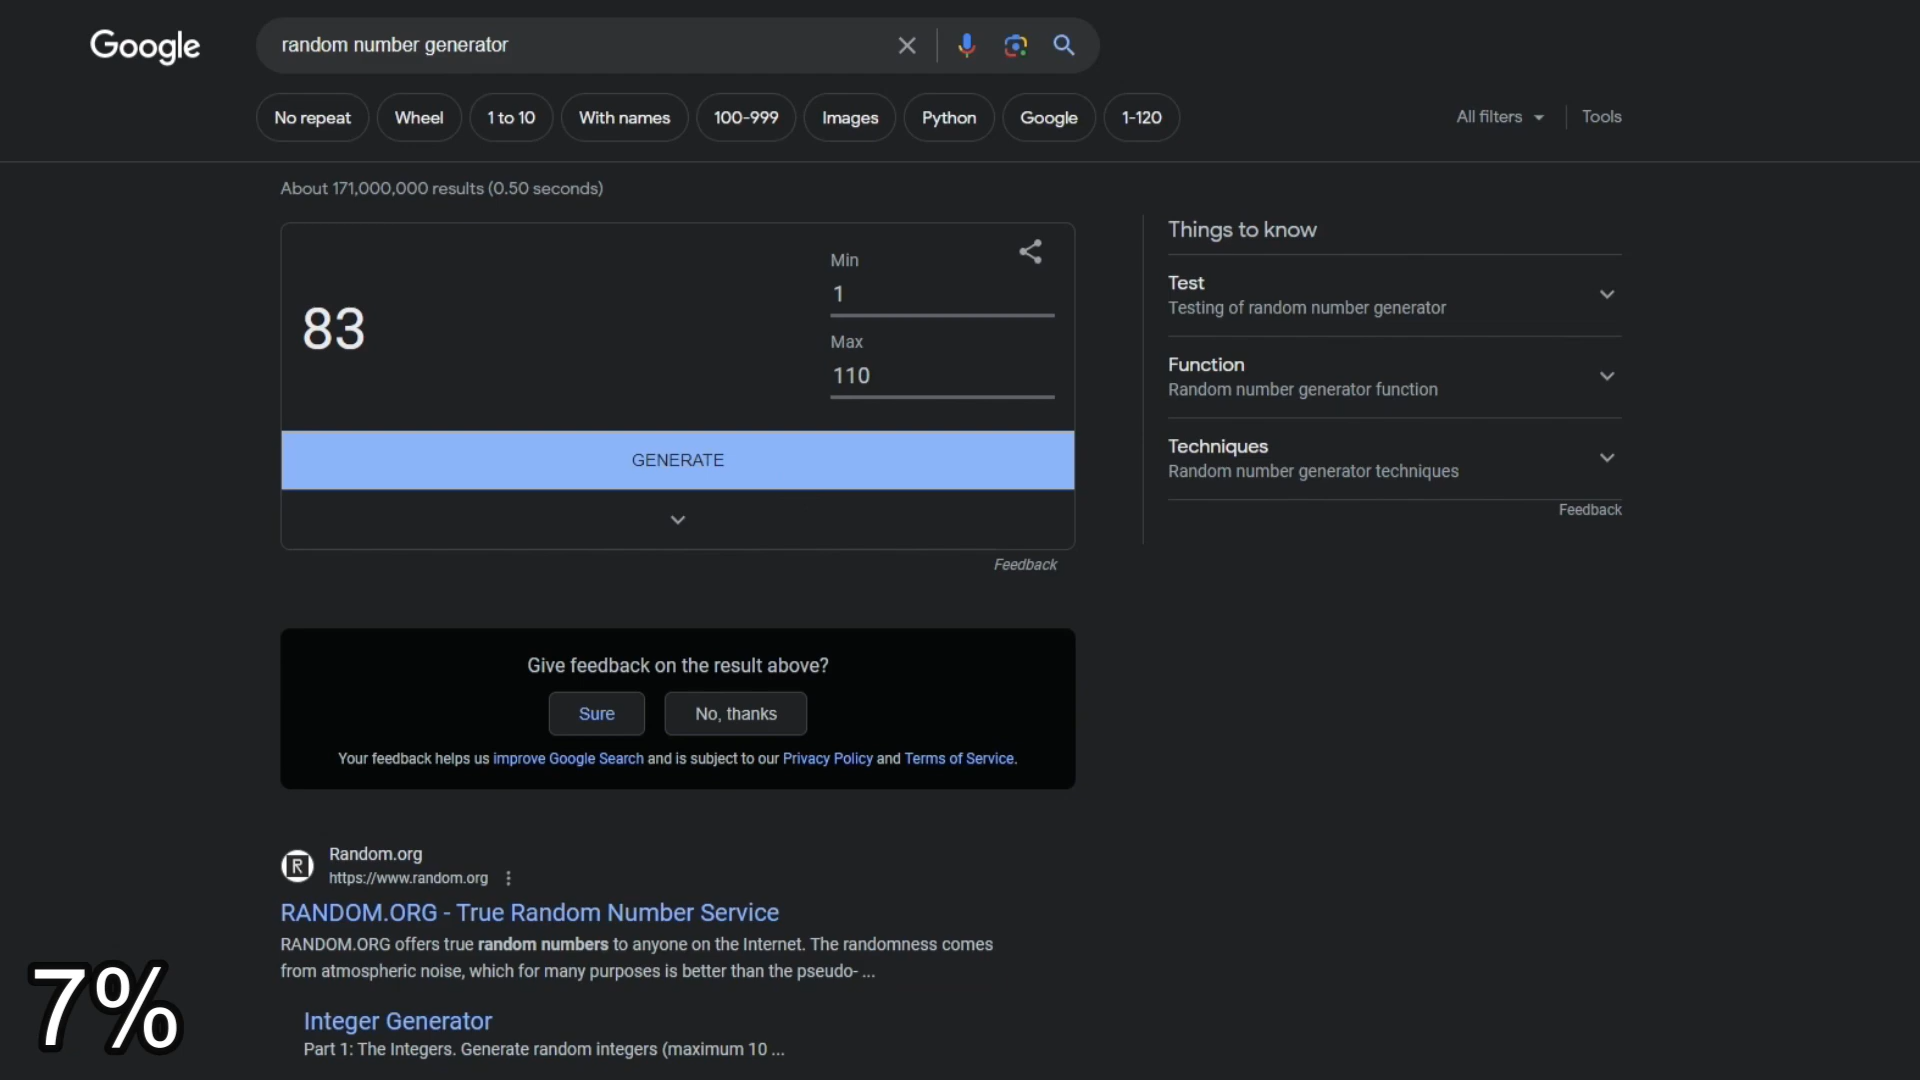 Google
random number generator
No repeat
Wheel
1 to 10
With names
100-999
Images
Python
Google
1-120
All filters
Tools
About 171,000,000 results (0.50 seconds)
83
Min
1
Max
110
GENERATE
Feedback
Things to know
Test
Testing of random number generator
Function
Random number generator function
Techniques
Random number generator techniques
Feedback
Give feedback on the result above?
Sure
No, thanks
Your feedback helps us improve Google Search and is subject to our Privacy Policy and Terms of Service.
R
Random.org
https://www.random.org
RANDOM.ORG - True Random Number Service
RANDOM.ORG offers true random numbers to anyone on the Internet. The randomness comes
from atmospheric noise, which for many purposes is better than the pseudo- ...
Integer Generator
Part 1: The Integers. Generate random integers (maximum 10 ...
7%